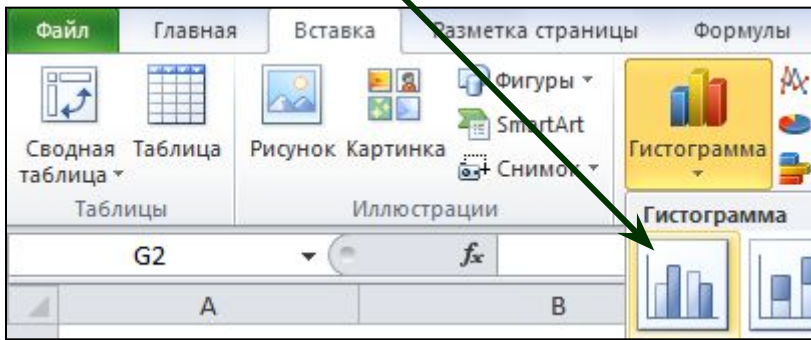 Файл Главная Вставка Разметка страницы Формулы
Сводная таблица
Таблица
Рисунок
Картинка
Фигуры
SmartArt
Снимок
Гистограмма
Таблицы
Иллюстрации
Гистограмма
G2
fx
A B